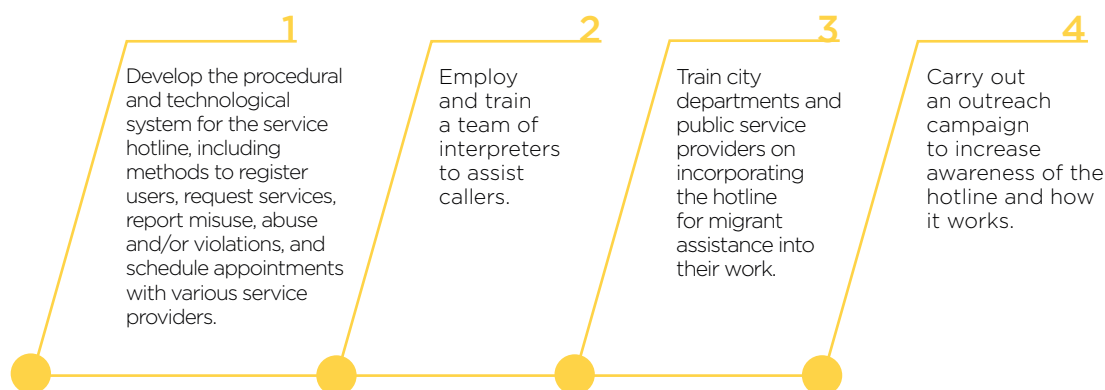 1
Develop the procedural
and technological
system for the service
hotline, including
methods to register
users, request services,
report misuse, abuse
and/or violations, and
schedule appointments
with various service
providers.
2
Employ
and train
a team of
interpreters
to assist
callers.
3
Train city
departments and
public service
providers on
incorporating
the hotline
for migrant
assistance into
their work.
4
Carry out
an outreach
campaign
to increase
awareness of the
hotline and how
it works.